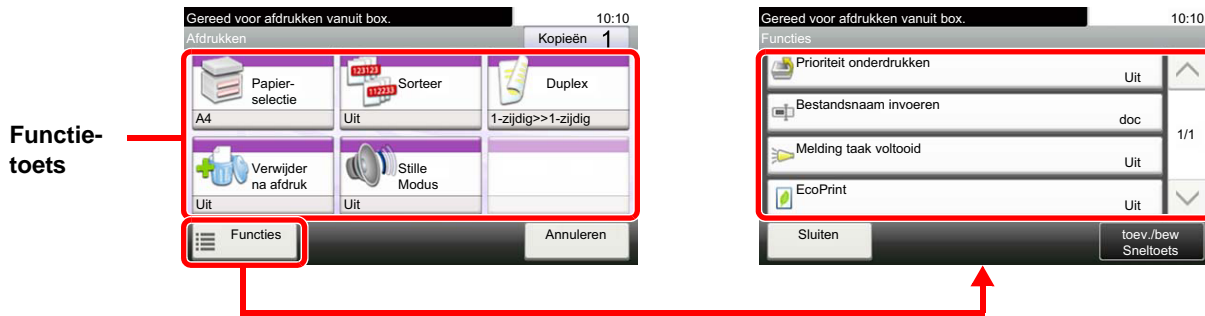 Functie-
toets
Gereed voor afdrukken vanuit box.
10:10
Afdrukken
Kopieën 1
123123
112233
Papier-
selectie
A4
Sorteer
Uit
Duplex
1-zijdig>>1-zijdig
Verwijder
na afdruk
Uit
Stille
Modus
Uit
Functies
Annuleren
Gereed voor afdrukken vanuit box.
10:10
Functies
Prioriteit onderdrukken
Uit
Bestandsnaam invoeren
doc
Melding taak voltooid
Uit
EcoPrint
Uit
1/1
Sluiten
toev./bew
Sneltoets